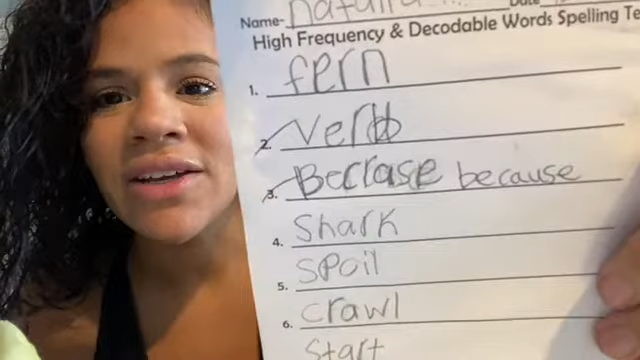 Name- Date
High Frequency & Decodable Words Spelling Te
1. fern
2. Verb
3. Becrase because
4. Shark
5. SPoil
6. crawl
Start